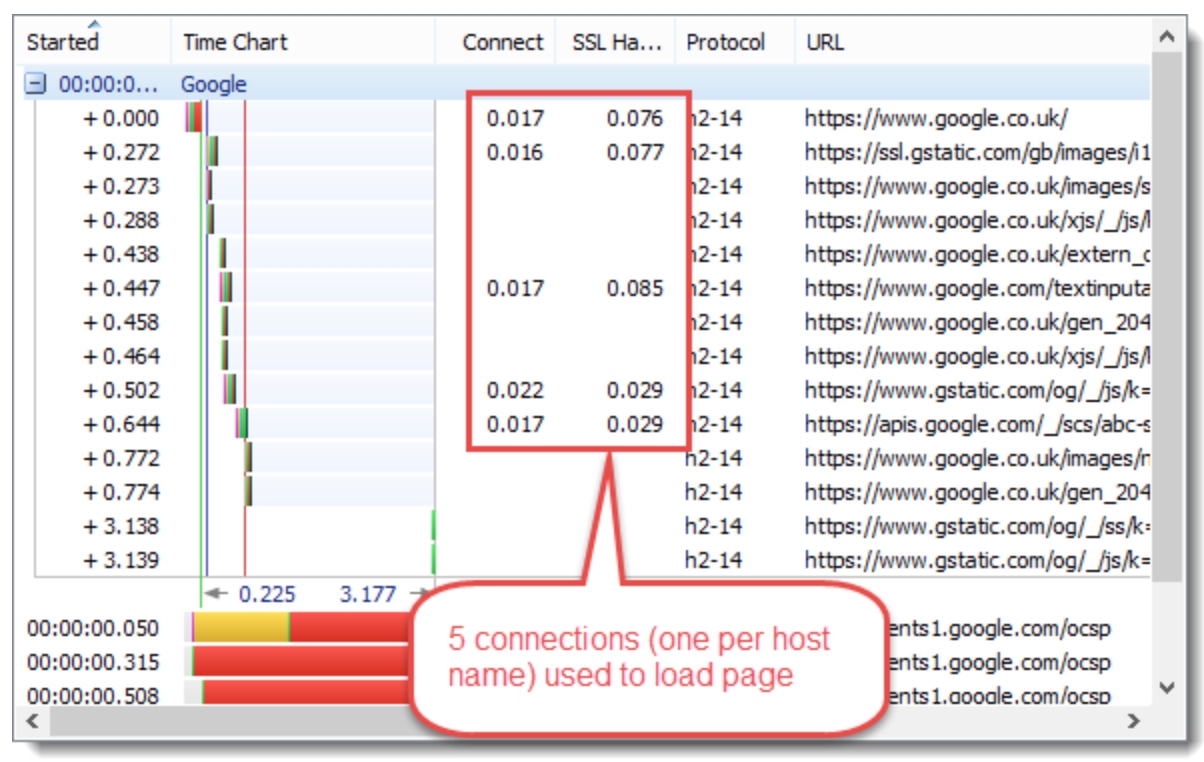 Started Time Chart Connect SSL Ha... Protocol URL
00:00:0... Google
+ 0.000 0.017 0.076 h2-14 https://www.google.co.uk/
+ 0.272 0.016 0.077 h2-14 https://ssl.gstatic.com/gb/images/i1
+ 0.273 h2-14 https://www.google.co.uk/images/s
+ 0.288 h2-14 https://www.google.co.uk/xjs/_/js/
+ 0.438 h2-14 https://www.google.co.uk/extern_c
+ 0.447 0.017 0.085 h2-14 https://www.google.com/textinputa
+ 0.458 h2-14 https://www.google.co.uk/gen_204
+ 0.464 h2-14 https://www.google.co.uk/xjs/_/js/
+ 0.502 0.022 0.029 h2-14 https://www.gstatic.com/og/_/js/k=
+ 0.644 0.017 0.029 h2-14 https://apis.google.com/_/scs/abc-s
+ 0.772 h2-14 https://www.google.co.uk/images/n
+ 0.774 h2-14 https://www.google.co.uk/gen_204
+ 3.138 h2-14 https://www.gstatic.com/og/_/ss/k=
+ 3.139 h2-14 https://www.gstatic.com/og/_/js/k=
0.225 3.177
00:00:00.050 ents1.google.com/ocsp
00:00:00.315 ents1.google.com/ocsp
00:00:00.508 ents1.google.com/ocsp
5 connections (one per host
name) used to load page